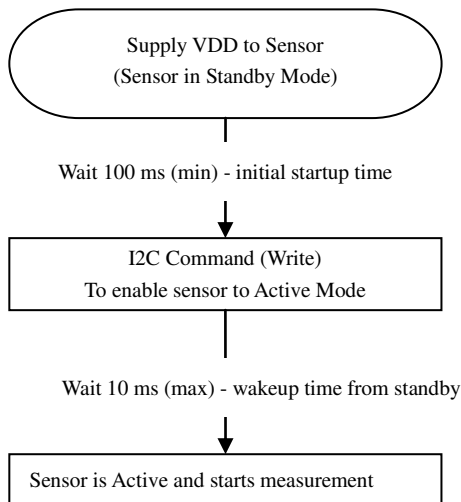 Supply VDD to Sensor
(Sensor in Standby Mode)
Wait 100 ms (min) - initial startup time
I2C Command (Write)
To enable sensor to Active Mode
Wait 10 ms (max) - wakeup time from standby
Sensor is Active and starts measurement